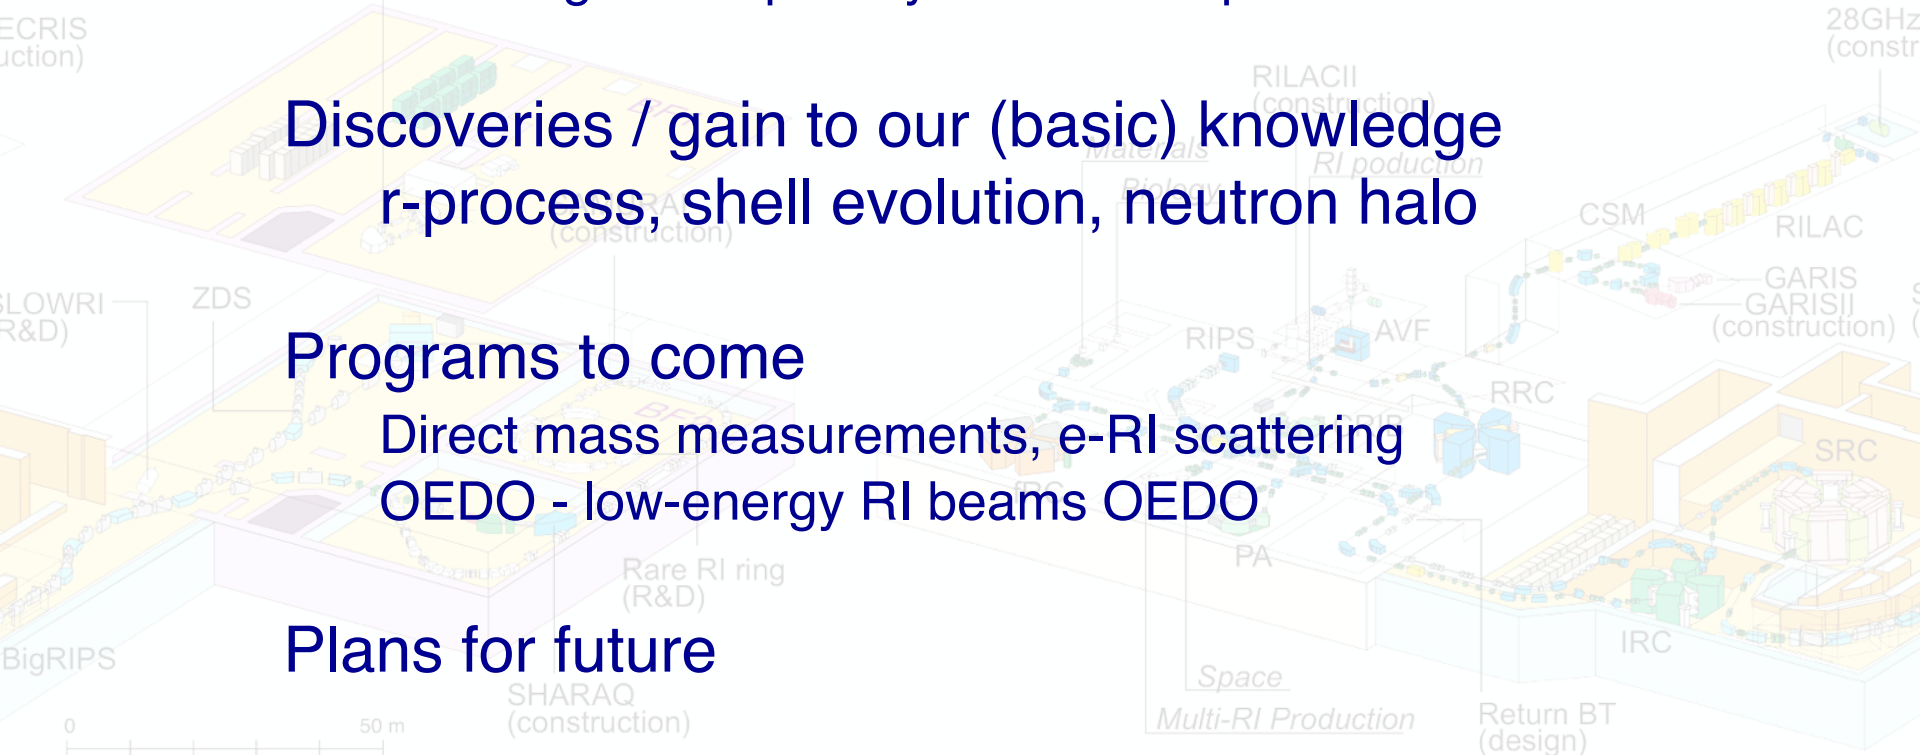 ECRIS
28GHz
RILACII
(construction)
Discoveries / gain to our (basic) knowledge
Materials
RI poduction
Biology
r-process, shell evolution, neutron halo
(construction)
CSM
RILAC
SLOWRI
(R&D)
ZDS
GARIS
GARISII
(construction)
RIPS
AVF
Programs to come
RRC
Direct mass measurements, e-RI scattering
SRC
OEDO - low-energy RI beams OEDO
PA
Rare RI ring
(R&D)
Plans for future
IRC
BigRIPS
Space
SHARAQ
(construction)
Multi-RI Production
Return BT
(design)
0
50 m